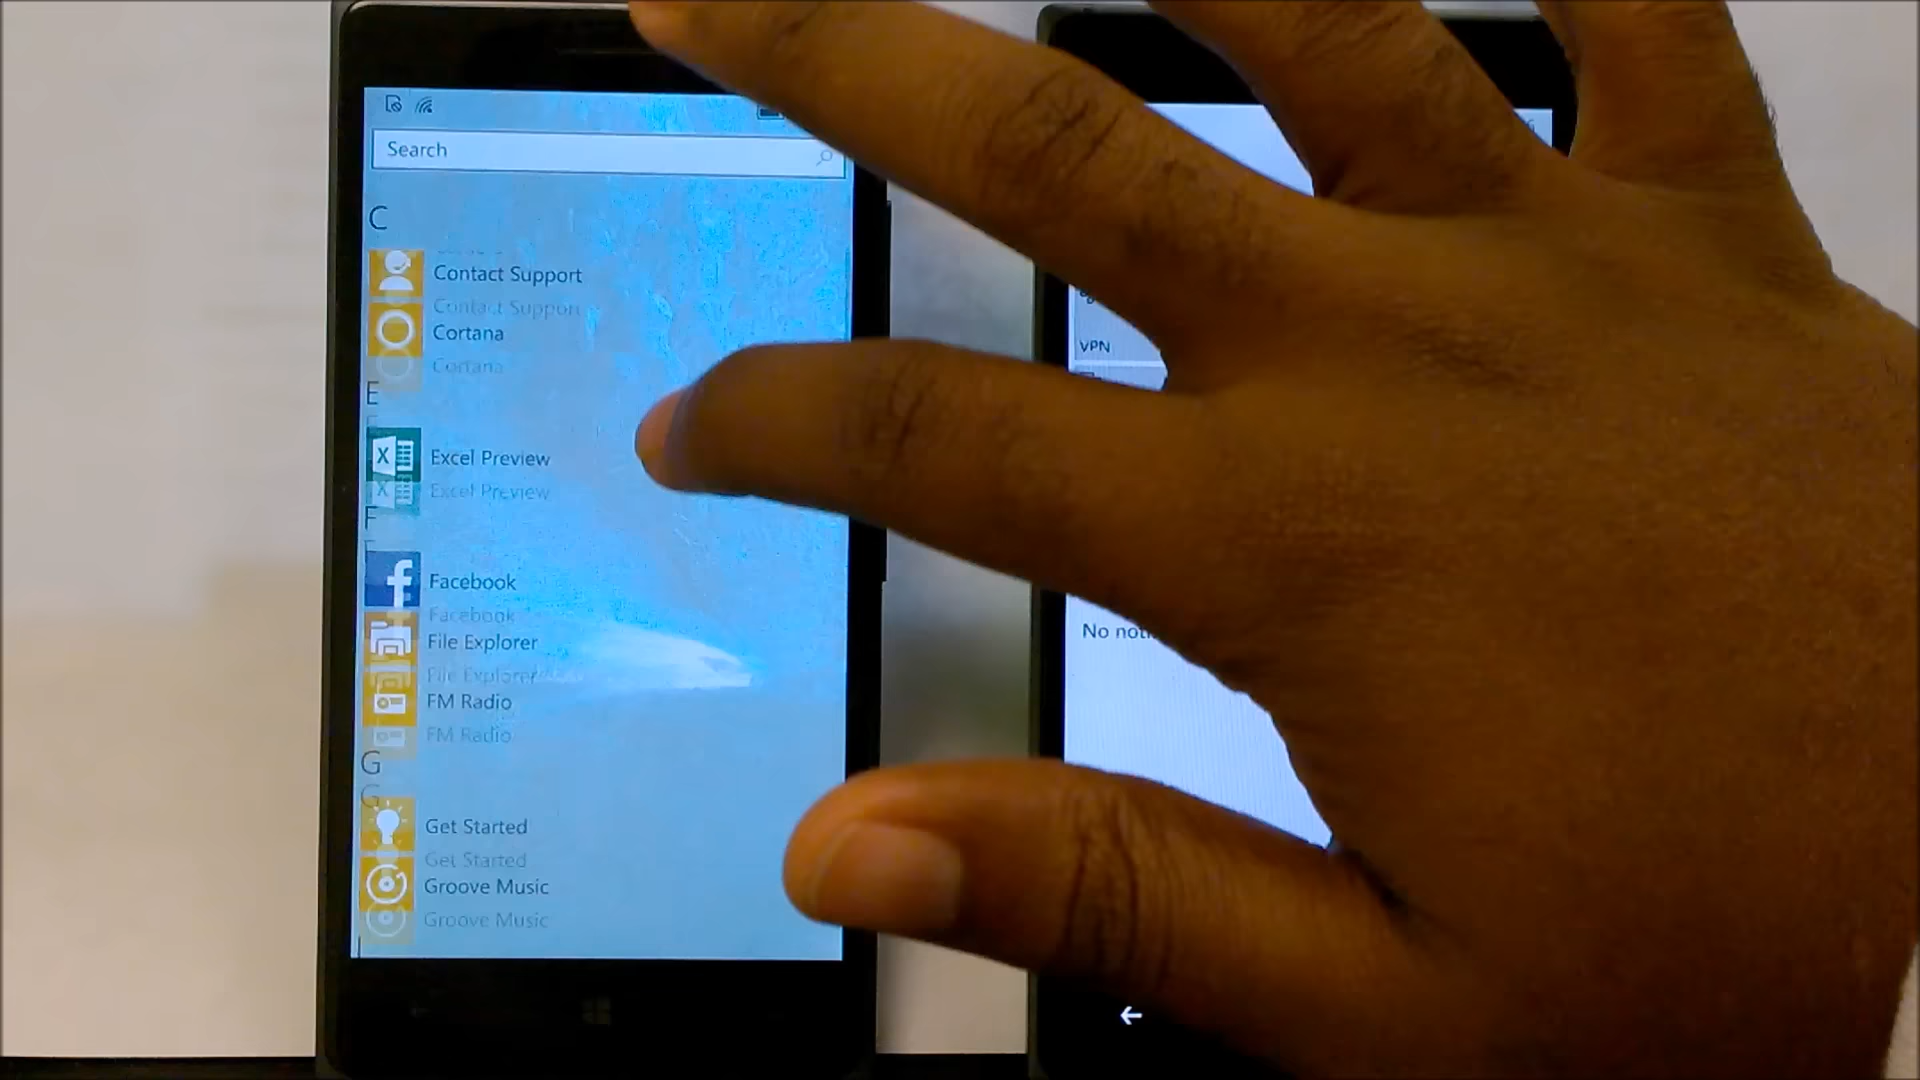 Search
C
Contact Support
Contact Support
Cortana
Cortana
E
Excel Preview
Excel Preview
F
Facebook
Facebook
File Explorer
File Explorer
FM Radio
FM Radio
G
G
Get Started
Get Started
Groove Music
Groove Music
VPN
No